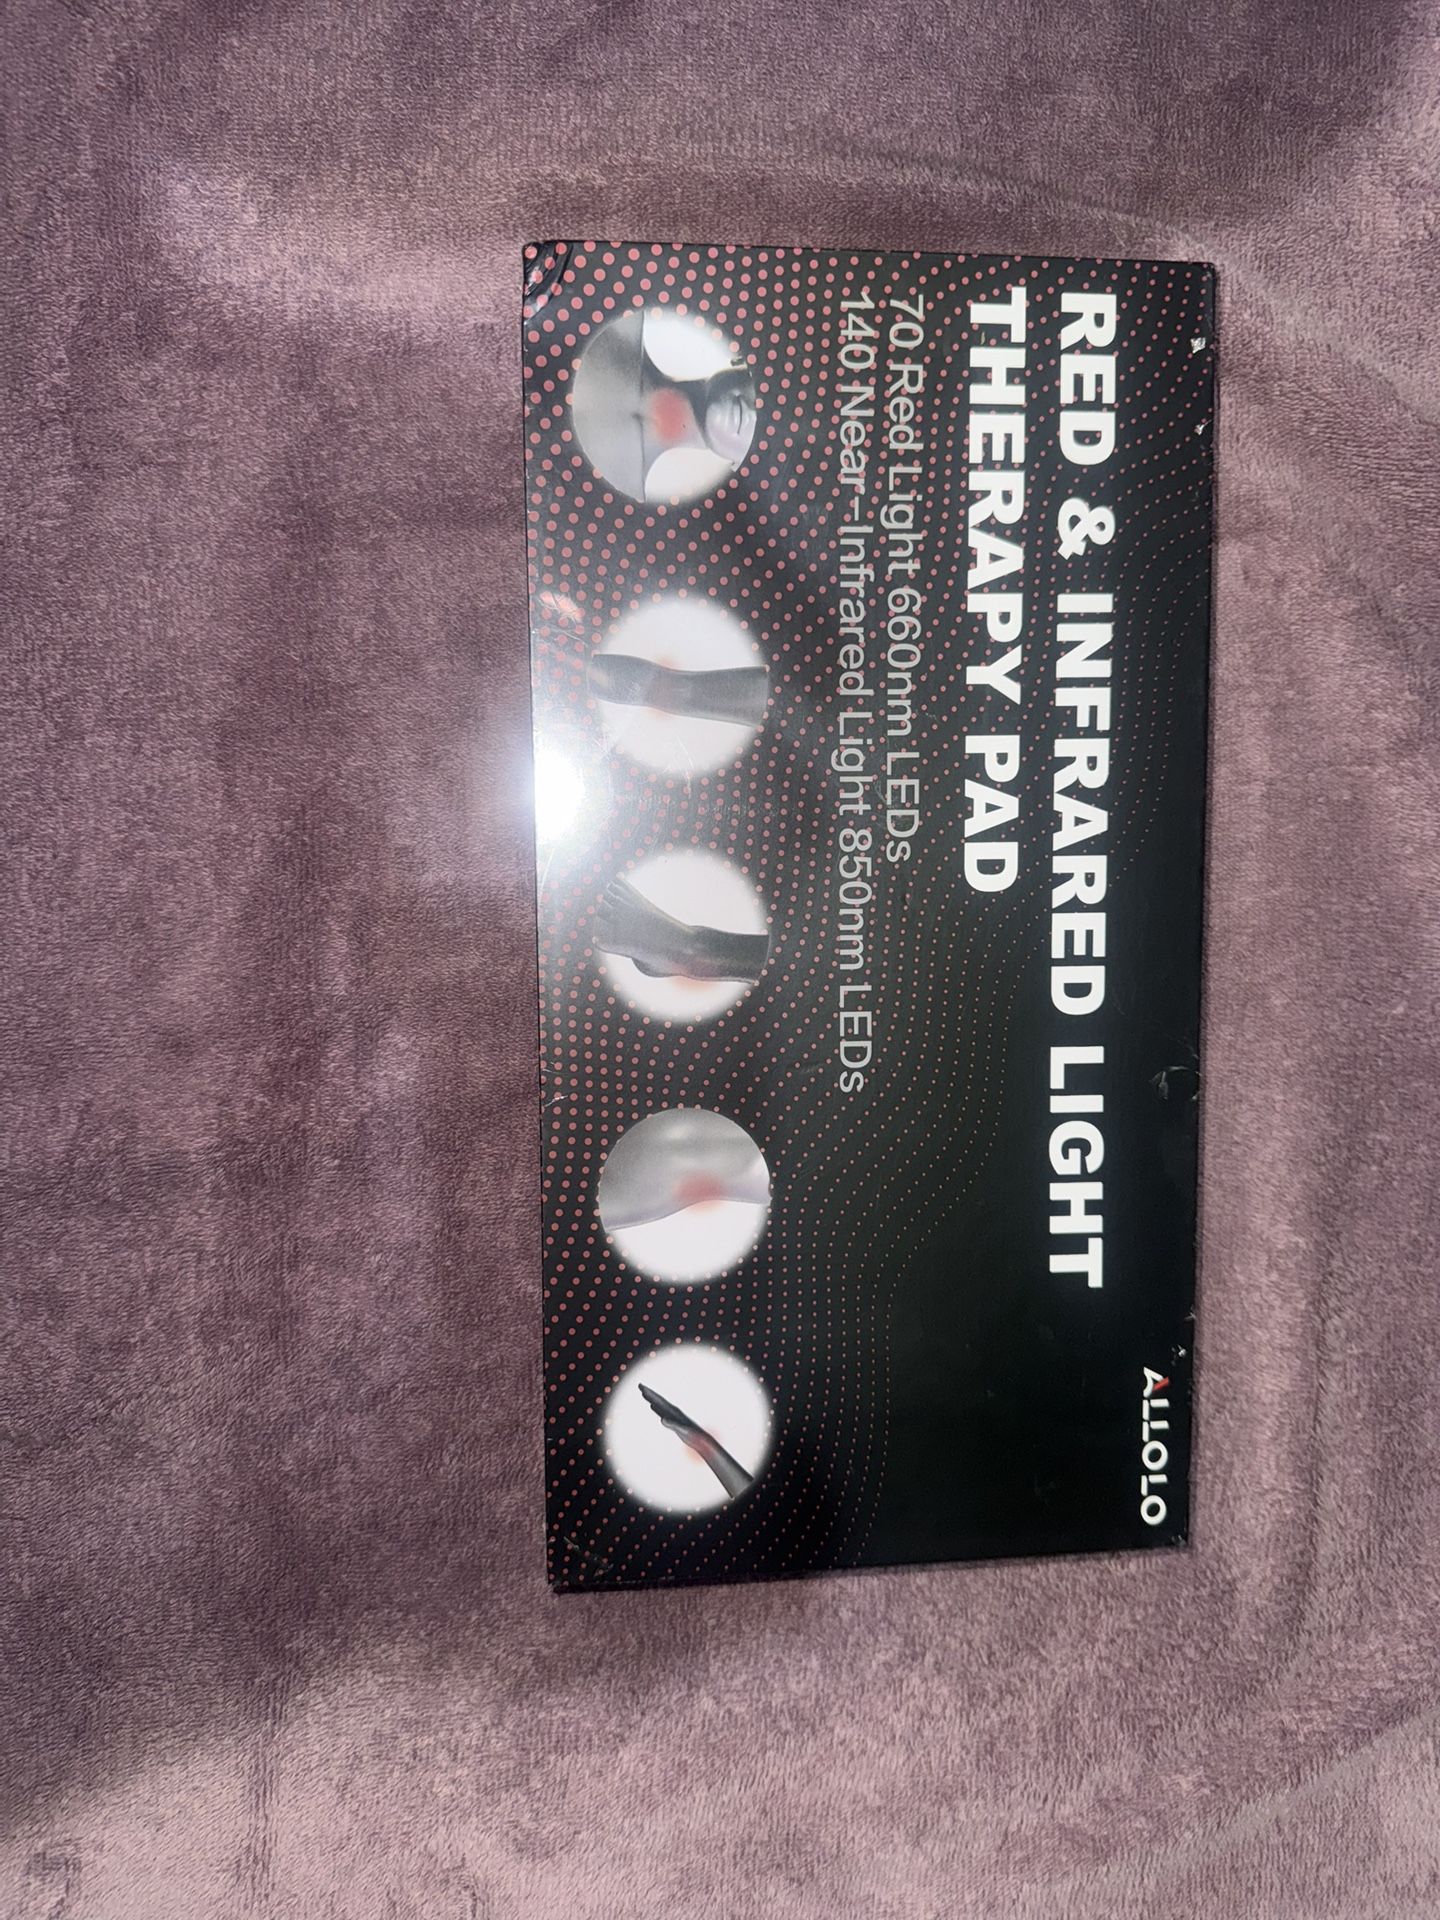 ALLOLO
RED & INFRARED LIGHT
THERAPY PAD
70 Red Light 660nm LEDs
140 Near-Infrared Light 850nm LEDs